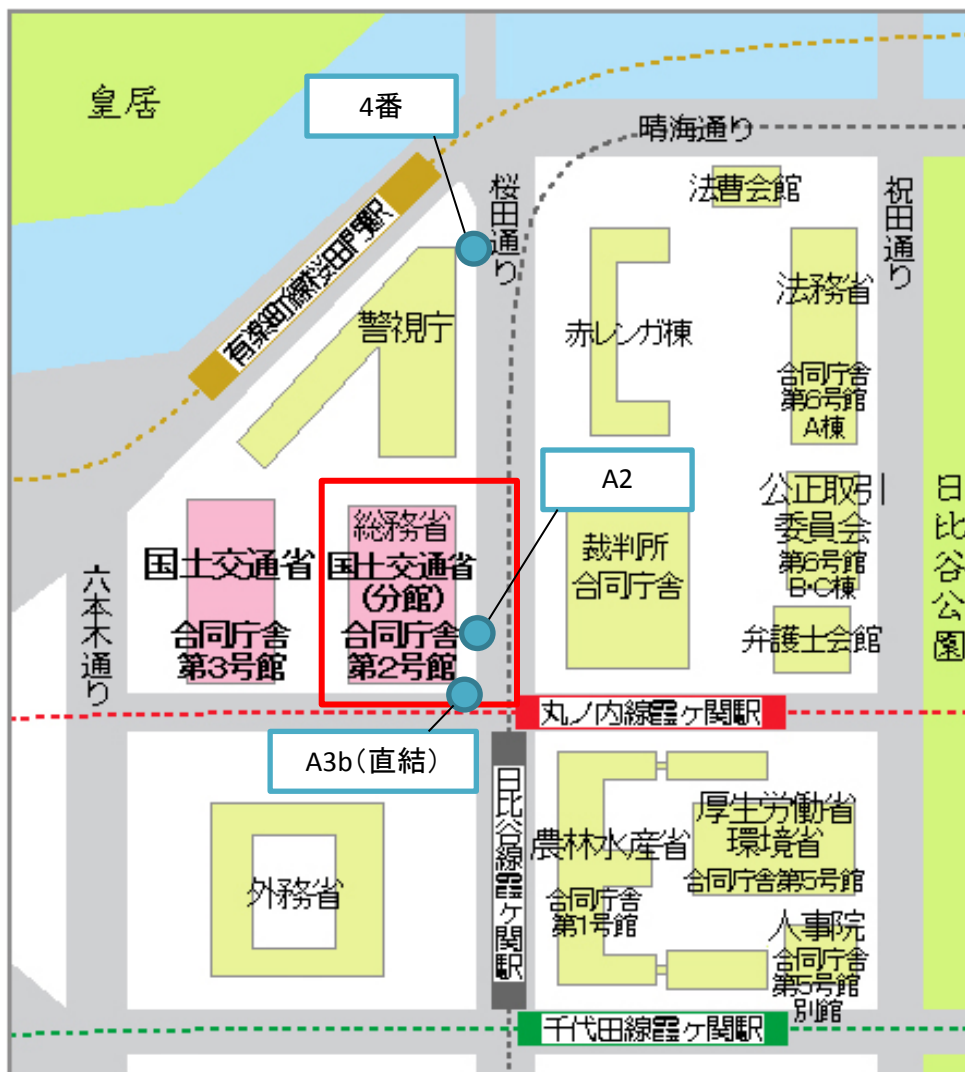 皇居
4番
晴海通り
桜田通り
法曹会館
祝田通り
有楽町線桜田門駅
警視庁
赤レンガ棟
法務省
合同庁舎
第6号館
A棟
A2
公正取引
委員会
第6号館
B・C棟
日比谷公園
総務省
国土交通省
(分館)
合同庁舎
第2号館
国土交通省
合同庁舎
第3号館
裁判所
合同庁舎
六本木通り
弁護士会館
丸ノ内線霞ヶ関駅
A3b(直結)
日比谷線霞ヶ関駅
外務省
農林水産省
合同庁舎
第1号館
厚生労働省
環境省
合同庁舎第5号館
人事院
合同庁舎
第5号館
別館
千代田線霞ヶ関駅